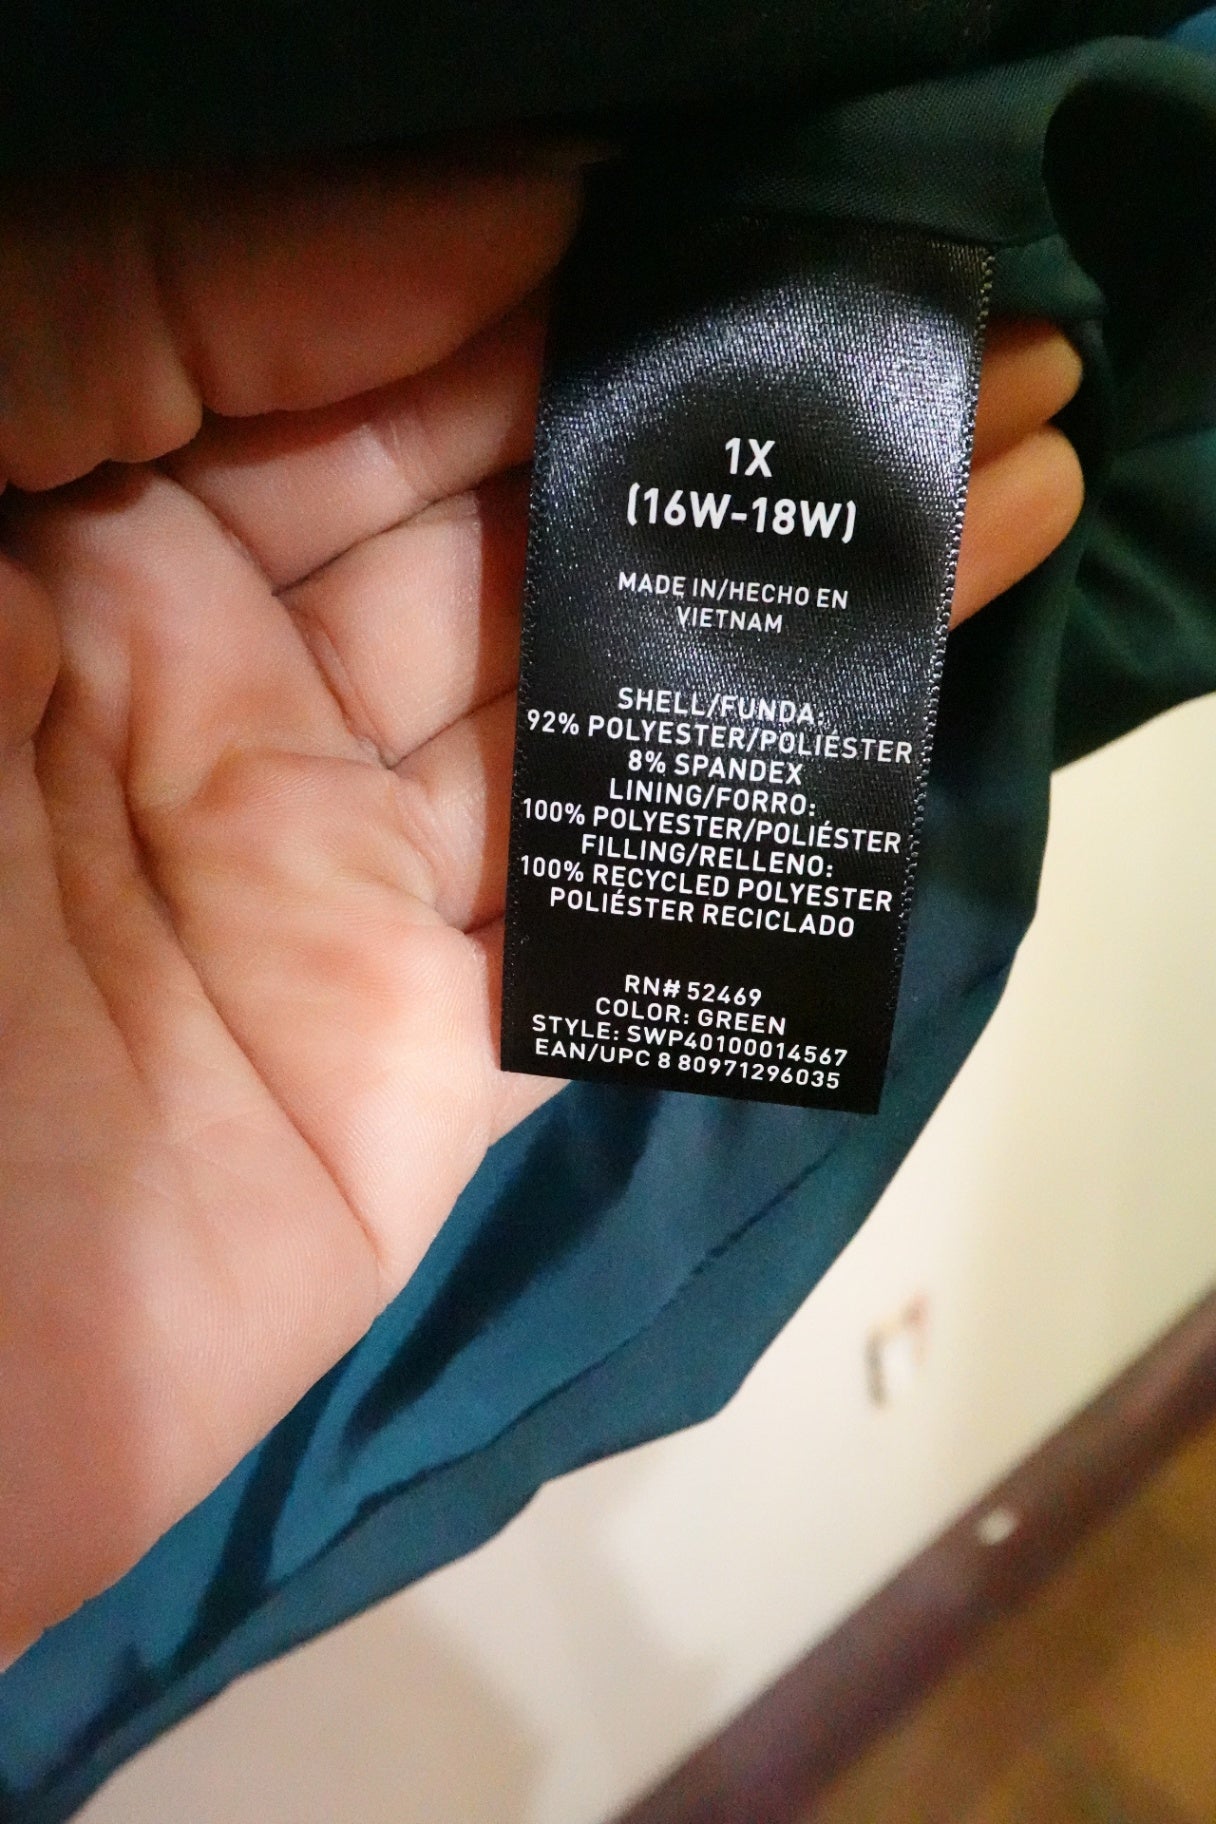 1X
(16W-18W)
MADE IN/HECHO EN
VIETNAM
SHELL/FUNDA:
92% POLYESTER/POLIÉSTER
8% SPANDEX
LINING/FORRO:
100% POLYESTER/POLIÉSTER
FILLING/RELLENO:
100% RECYCLED POLYESTER
POLIÉSTER RECICLADO
RN# 52469
COLOR: GREEN
STYLE: SWP40100014567
EAN/UPC 8 80971296035